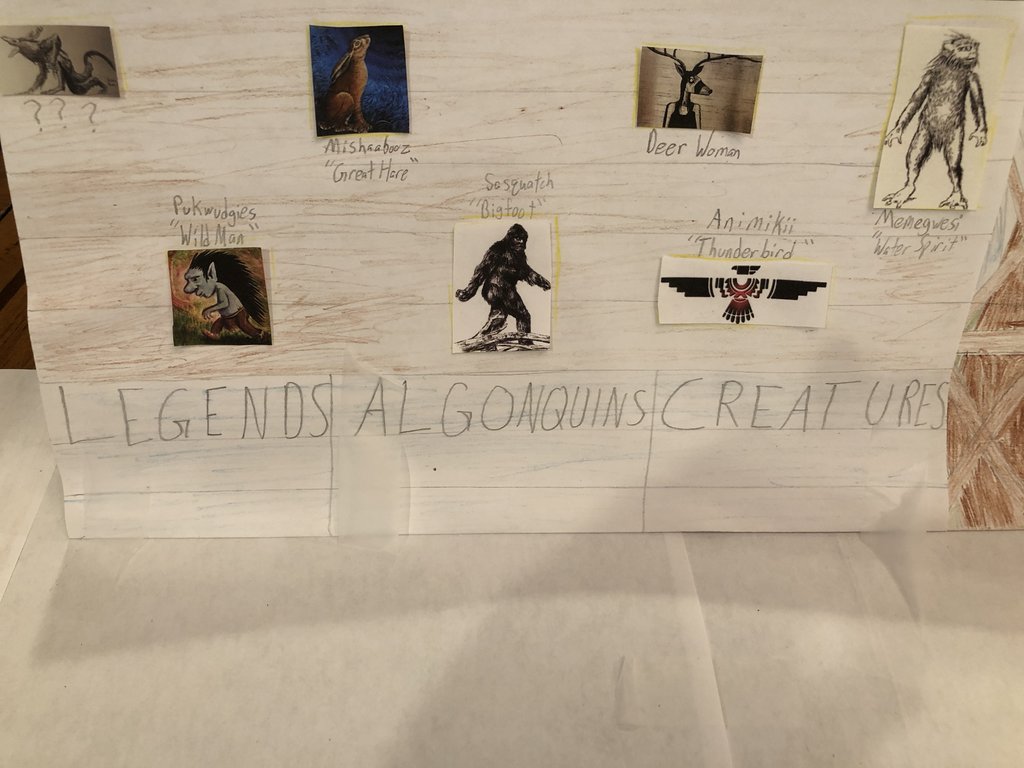 ? ? ?
Mishaabooz
"Great Hare"
Deer Woman
Memegwesi
"Water Spirit"
Pukwudgies
"Wild Man"
Sasquatch
"Bigfoot"
Animikii
"Thunderbird"
LEGENDS ALGONQUINS CREATURES